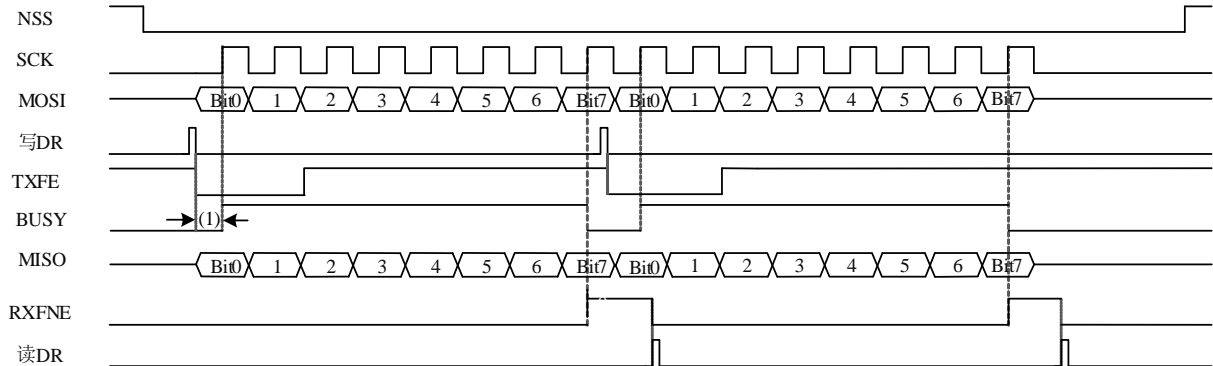 NSS
SCK
MOSI Bit0 1 2 3 4 5 6 Bit7 Bit0 1 2 3 4 5 6 Bit7
写DR
TXFE
BUSY (1)
MISO Bit0 1 2 3 4 5 6 Bit7 Bit0 1 2 3 4 5 6 Bit7
RXFNE
读DR